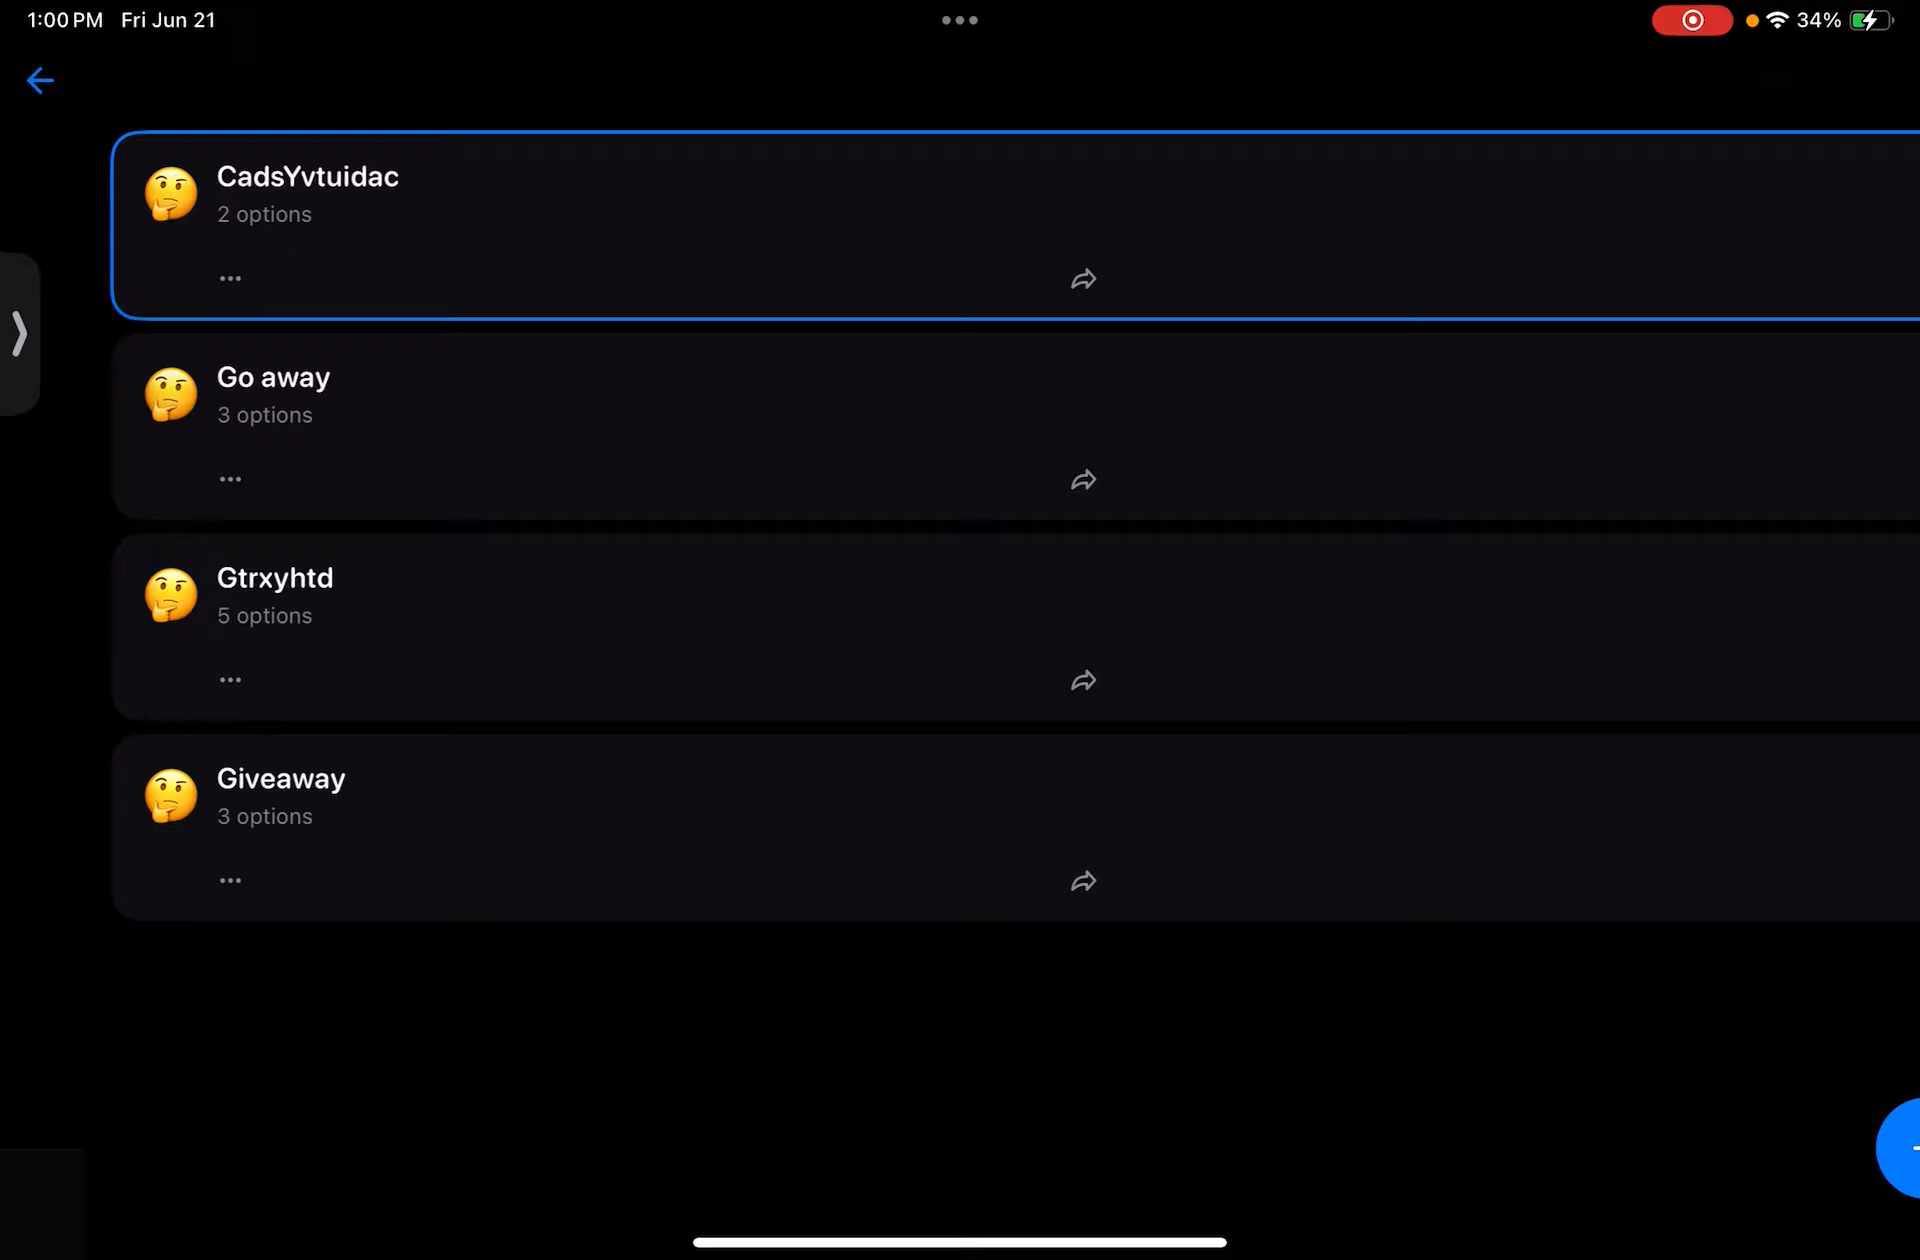 1:00 PM Fri Jun 21
34%
CadsYvtuidac
2 options
Go away
3 options
Gtrxyhtd
5 options
Giveaway
3 options